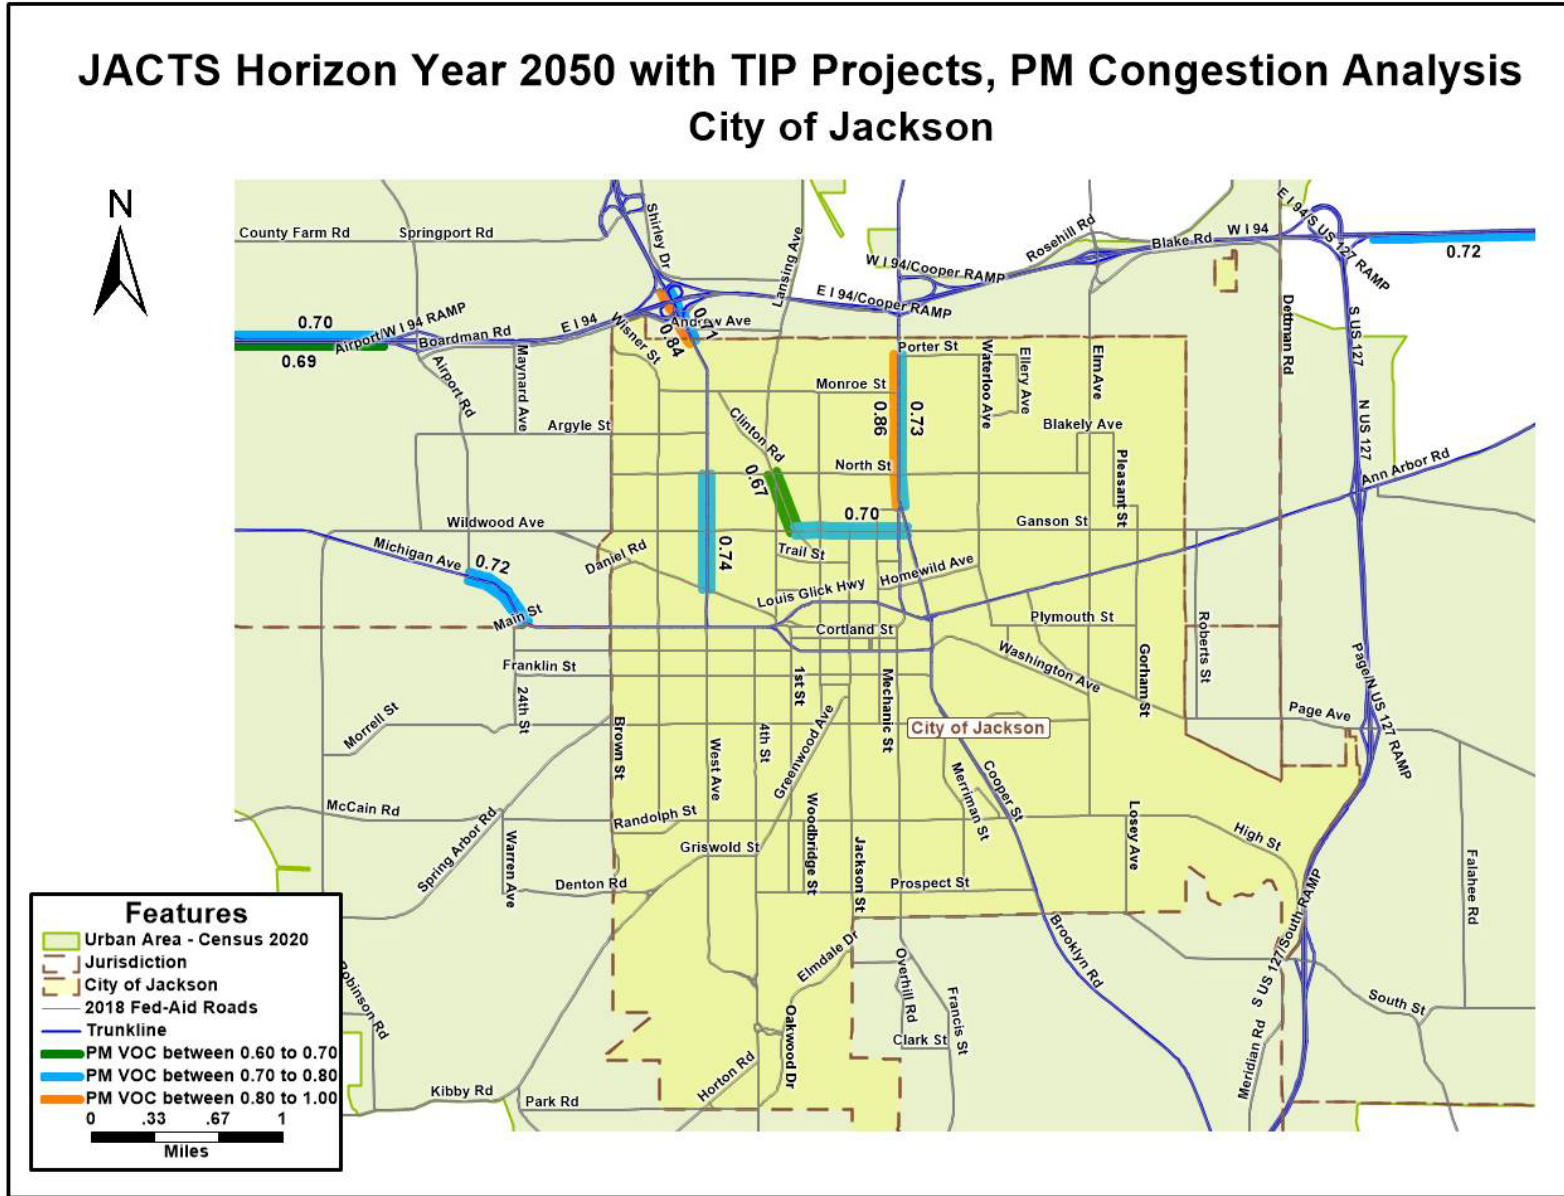 JACTS Horizon Year 2050 with TIP Projects, PM Congestion Analysis
City of Jackson
N
County Farm Rd
Springport Rd
Shirley Dr
Lansing Ave
W I 94/Cooper RAMP
Rosehill Rd
Blake Rd
W I 94
E I 94/S US 127 RAMP
0.72
0.70
0.69
Airport/W I 94 RAMP
Boardman Rd
E I 94
Wisner St
Andrew Ave
0.71
0.84
E I 94/Cooper RAMP
Dettman Rd
S US 127
N US 127
Airport Rd
Maynard Ave
Argyle St
Porter St
Monroe St
0.86
0.73
Waterloo Ave
Ellery Ave
Elm Ave
Blakely Ave
Pleasant St
Ann Arbor Rd
Clinton Rd
0.67
North St
0.70
Ganson St
Wildwood Ave
Michigan Ave
0.72
Daniel Rd
0.74
Trail St
Louis Glick Hwy
Homewild Ave
Main St
Cortland St
Plymouth St
Washington Ave
Gorham St
Roberts St
Franklin St
24th St
Morrell St
Brown St
West Ave
4th St
1st St
Greenwood Ave
Mechanic St
City of Jackson
Page Ave
Page/N US 127 RAMP
McCain Rd
Spring Arbor Rd
Warren Ave
Denton Rd
Randolph St
Griswold St
Woodbridge St
Jackson St
Merriman St
Cooper St
Prospect St
Losey Ave
High St
Falahee Rd
Elmdale Dr
Overhill Rd
Francis St
Clark St
Brooklyn Rd
S US 127/South RAMP
South St
Meridian Rd
Oakwood Dr
Horton Rd
Robinson Rd
Kibby Rd
Park Rd
Features
Urban Area - Census 2020
Jurisdiction
City of Jackson
2018 Fed-Aid Roads
Trunkline
PM VOC between 0.60 to 0.70
PM VOC between 0.70 to 0.80
PM VOC between 0.80 to 1.00
0 .33 .67 1
Miles